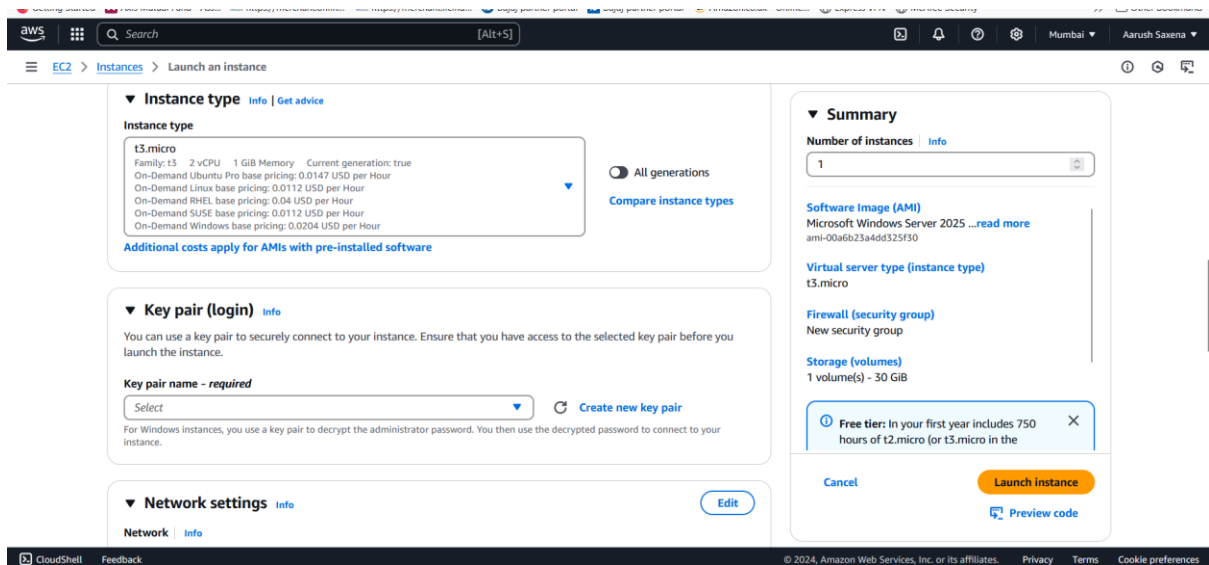 aws
Search [Alt+S]
Mumbai ▼ Aarush Saxena ▼
EC2 > Instances > Launch an instance
▼ Instance type Info | Get advice
Instance type
t3.micro
Family: t3 2 vCPU 1 GiB Memory Current generation: true
On-Demand Ubuntu Pro base pricing: 0.0147 USD per Hour
On-Demand Linux base pricing: 0.0112 USD per Hour
On-Demand RHEL base pricing: 0.04 USD per Hour
On-Demand SUSE base pricing: 0.0112 USD per Hour
On-Demand Windows base pricing: 0.0204 USD per Hour
All generations
Compare instance types
Additional costs apply for AMIs with pre-installed software
▼ Key pair (login) Info
You can use a key pair to securely connect to your instance. Ensure that you have access to the selected key pair before you
launch the instance.
Key pair name - required
Select
Create new key pair
For Windows instances, you use a key pair to decrypt the administrator password. You then use the decrypted password to connect to your
instance.
▼ Network settings Info
Edit
Network Info
▼ Summary
Number of instances Info
1
Software Image (AMI)
Microsoft Windows Server 2025 ...read more
ami-00a6b23a4dd325f30
Virtual server type (instance type)
t3.micro
Firewall (security group)
New security group
Storage (volumes)
1 volume(s) - 30 GiB
Free tier: In your first year includes 750
hours of t2.micro (or t3.micro in the
Cancel
Launch instance
Preview code
CloudShell Feedback
© 2024, Amazon Web Services, Inc. or its affiliates. Privacy Terms Cookie preferences